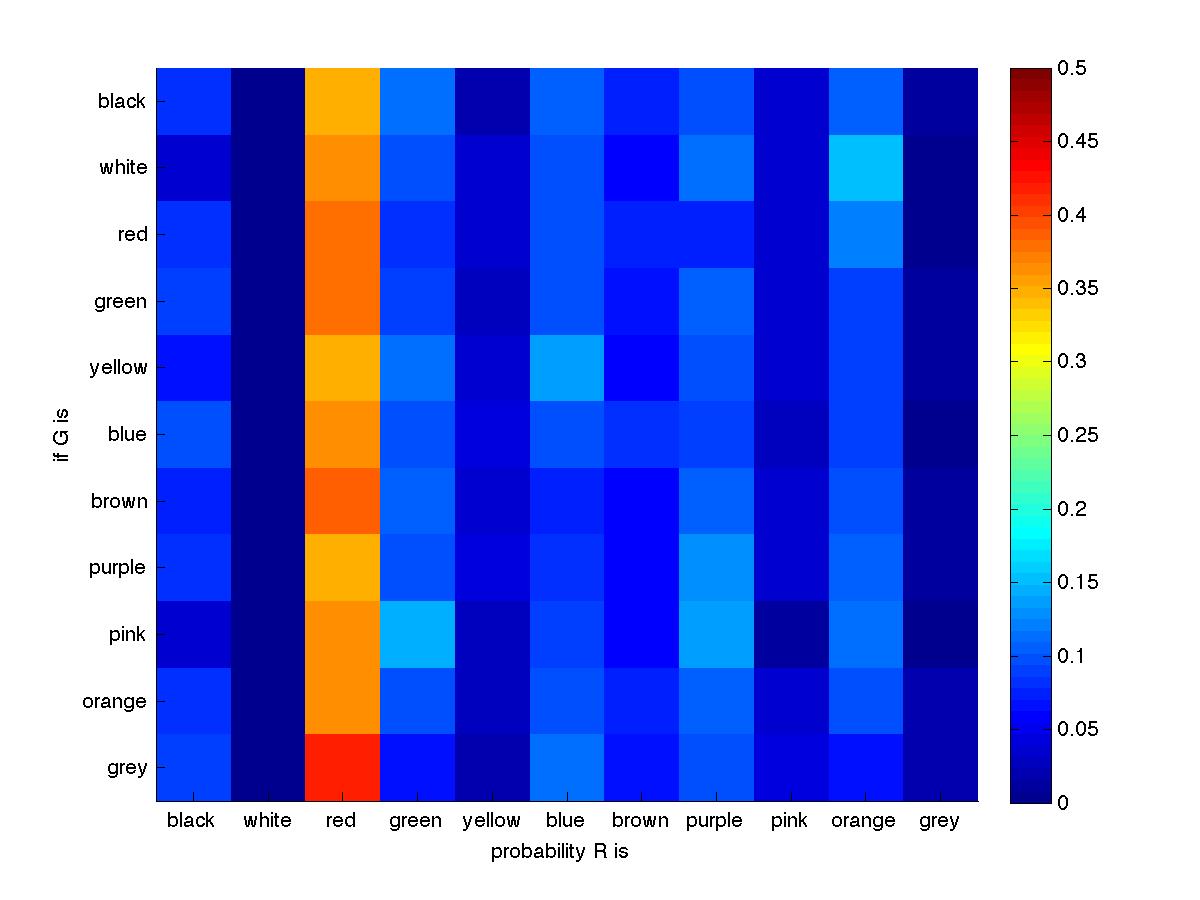 black
white
red
green
yellow
blue
brown
purple
pink
orange
grey
if G is
black white red green yellow blue brown purple pink orange grey
probability R is
0.5
0.45
0.4
0.35
0.3
0.25
0.2
0.15
0.1
0.05
0